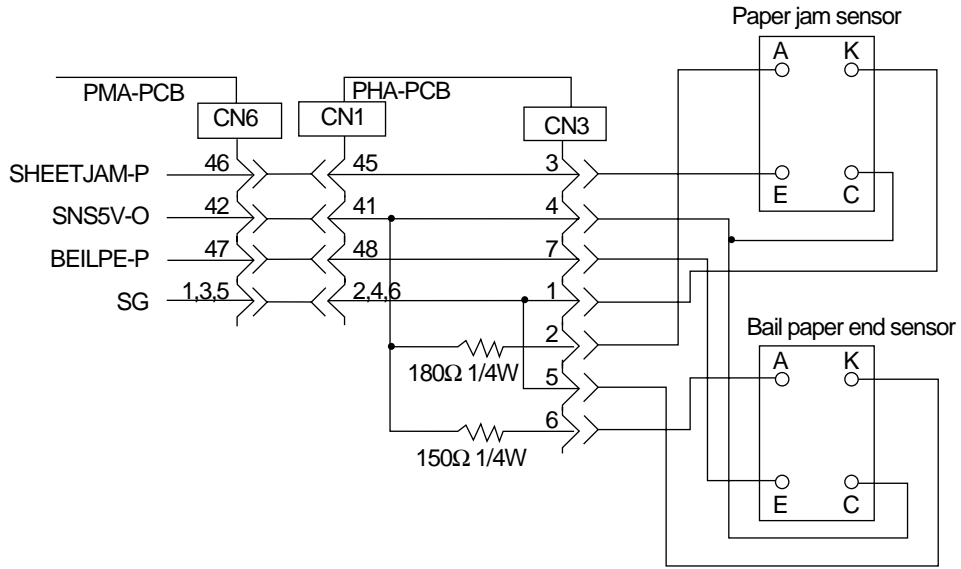 Paper jam sensor
A K
PMA-PCB PHA-PCB
CN6 CN1 CN3
SHEETJAM-P 46 45 3 E C
SNS5V-O 42 41 4
BEILPE-P 47 48 7
SG 1,3,5 2,4,6 1
Bail paper end sensor
2 A K
180Ω 1/4W 5
6
150Ω 1/4W
E C